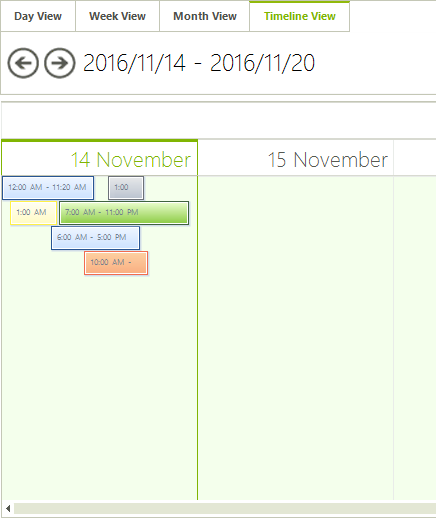 Day View Week View Month View Timeline View
2016/11/14 - 2016/11/20
14 November 15 November
12:00 AM - 11:20 AM 1:00
1:00 AM 7:00 AM - 11:00 PM
6:00 AM - 5:00 PM
10:00 AM -